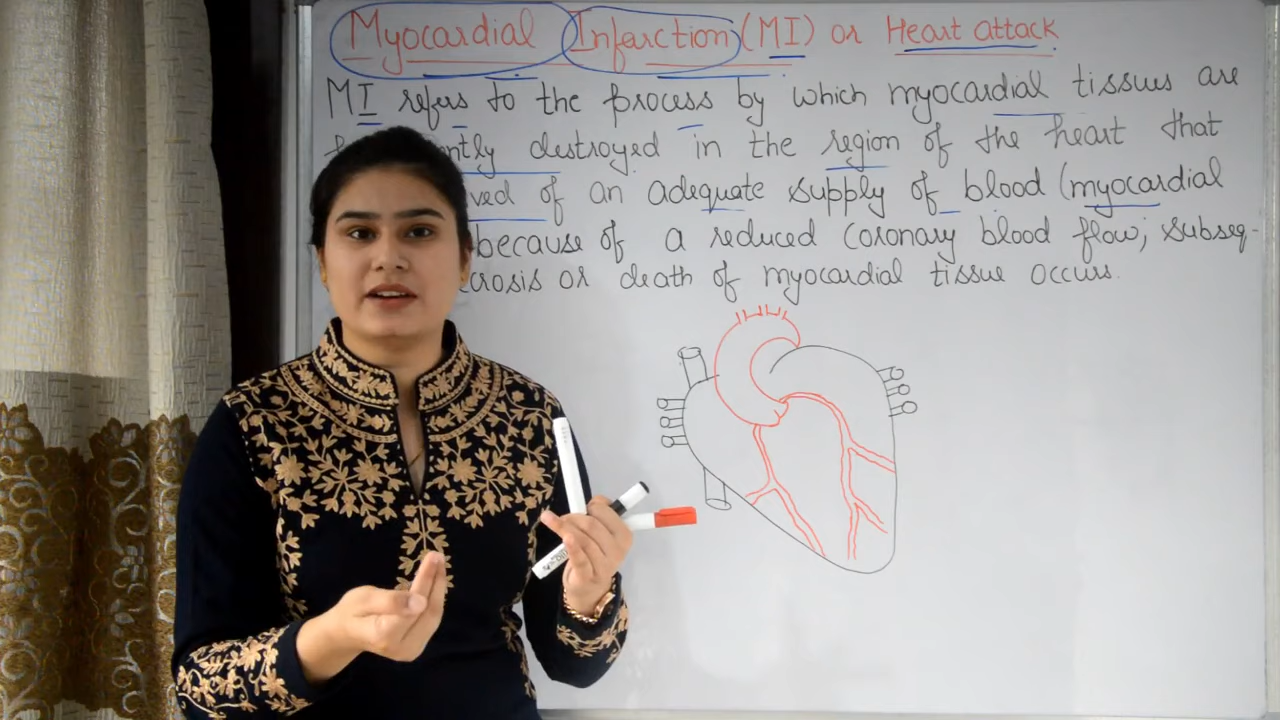 Myocardial Infarction (MI) or Heart attack
MI refers to the process by which myocardial tissues are
ntly destroyed in the region of the heart that
ved of an adequate supply of blood (myocardial
because of a reduced coronary blood flow; subseq-
crosis or death of myocardial tissue occurs.